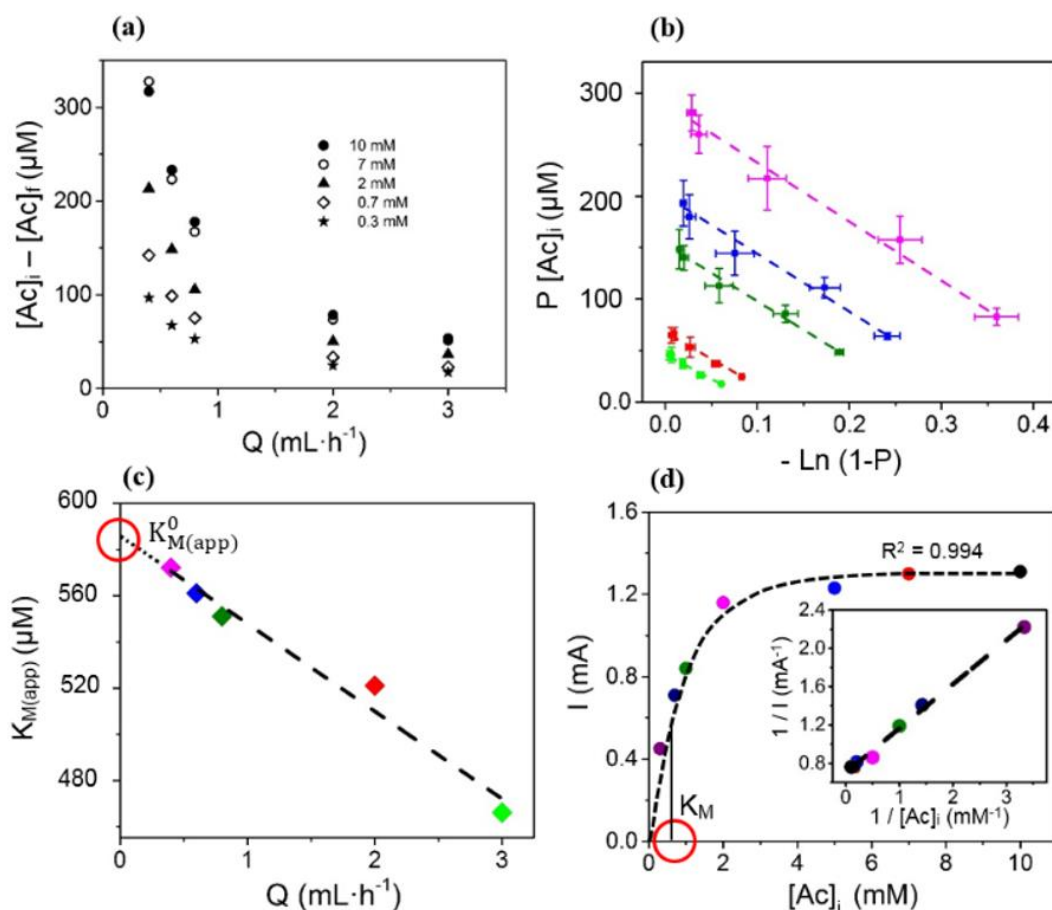 (a)
300
200
100
0
[Ac]i – [Ac]f (µM)
10 mM
7 mM
2 mM
0.7 mM
0.3 mM
0 1 2 3
Q (mL·h⁻¹)
(b)
300
200
100
0.0
P [Ac]i (µM)
0.0 0.1 0.2 0.3 0.4
- Ln (1-P)
(c)
600
560
520
480
K_M(app) (µM)
K⁰_M(app)
0 1 2 3
Q (mL·h⁻¹)
(d)
1.6
1.2
0.8
0.4
0.0
I (mA)
R² = 0.994
K_M
2.4
2.0
1.6
1.2
0.8
1 / I (mA⁻¹)
0 1 2 3
1 / [Ac]i (mM⁻¹)
0 2 4 6 8 10
[Ac]i (mM)